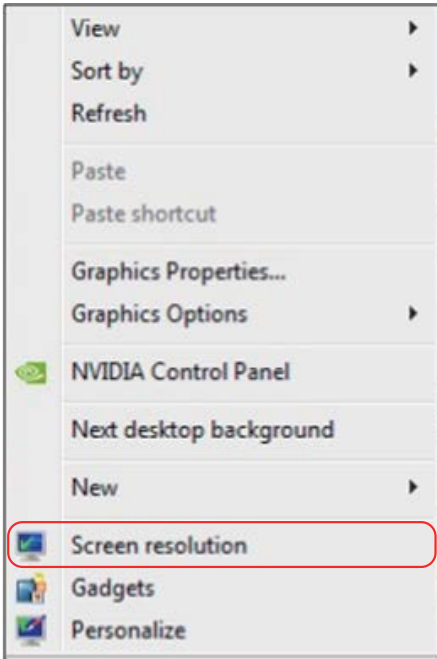 View
Sort by
Refresh
Paste
Paste shortcut
Graphics Properties...
Graphics Options
NVIDIA Control Panel
Next desktop background
New
Screen resolution
Gadgets
Personalize